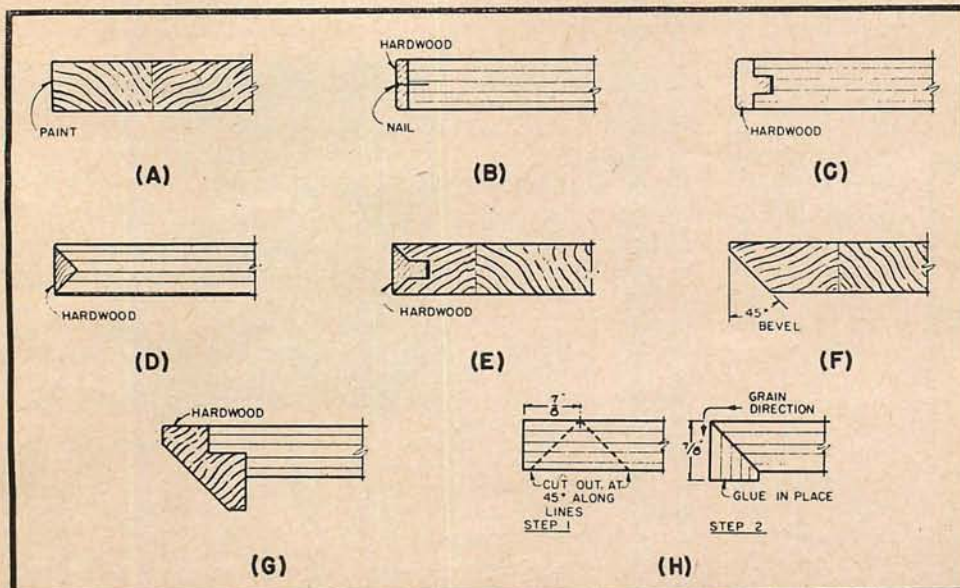 PAINT
(A)
HARDWOOD
NAIL
(B)
HARDWOOD
(C)
HARDWOOD
(D)
HARDWOOD
(E)
45°
BEVEL
(F)
HARDWOOD
(G)
7"
8
CUT OUT, AT
45° ALONG
LINES
STEP 1
GRAIN
DIRECTION
7/8"
GLUE IN PLACE
STEP 2
(H)